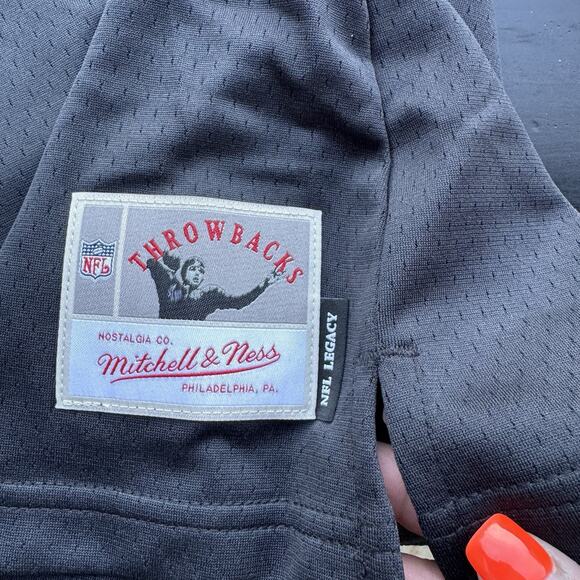 THROWBACKS
NFL
NOSTALGIA CO.
Mitchell & Ness
PHILADELPHIA, PA.
NFL LEGACY